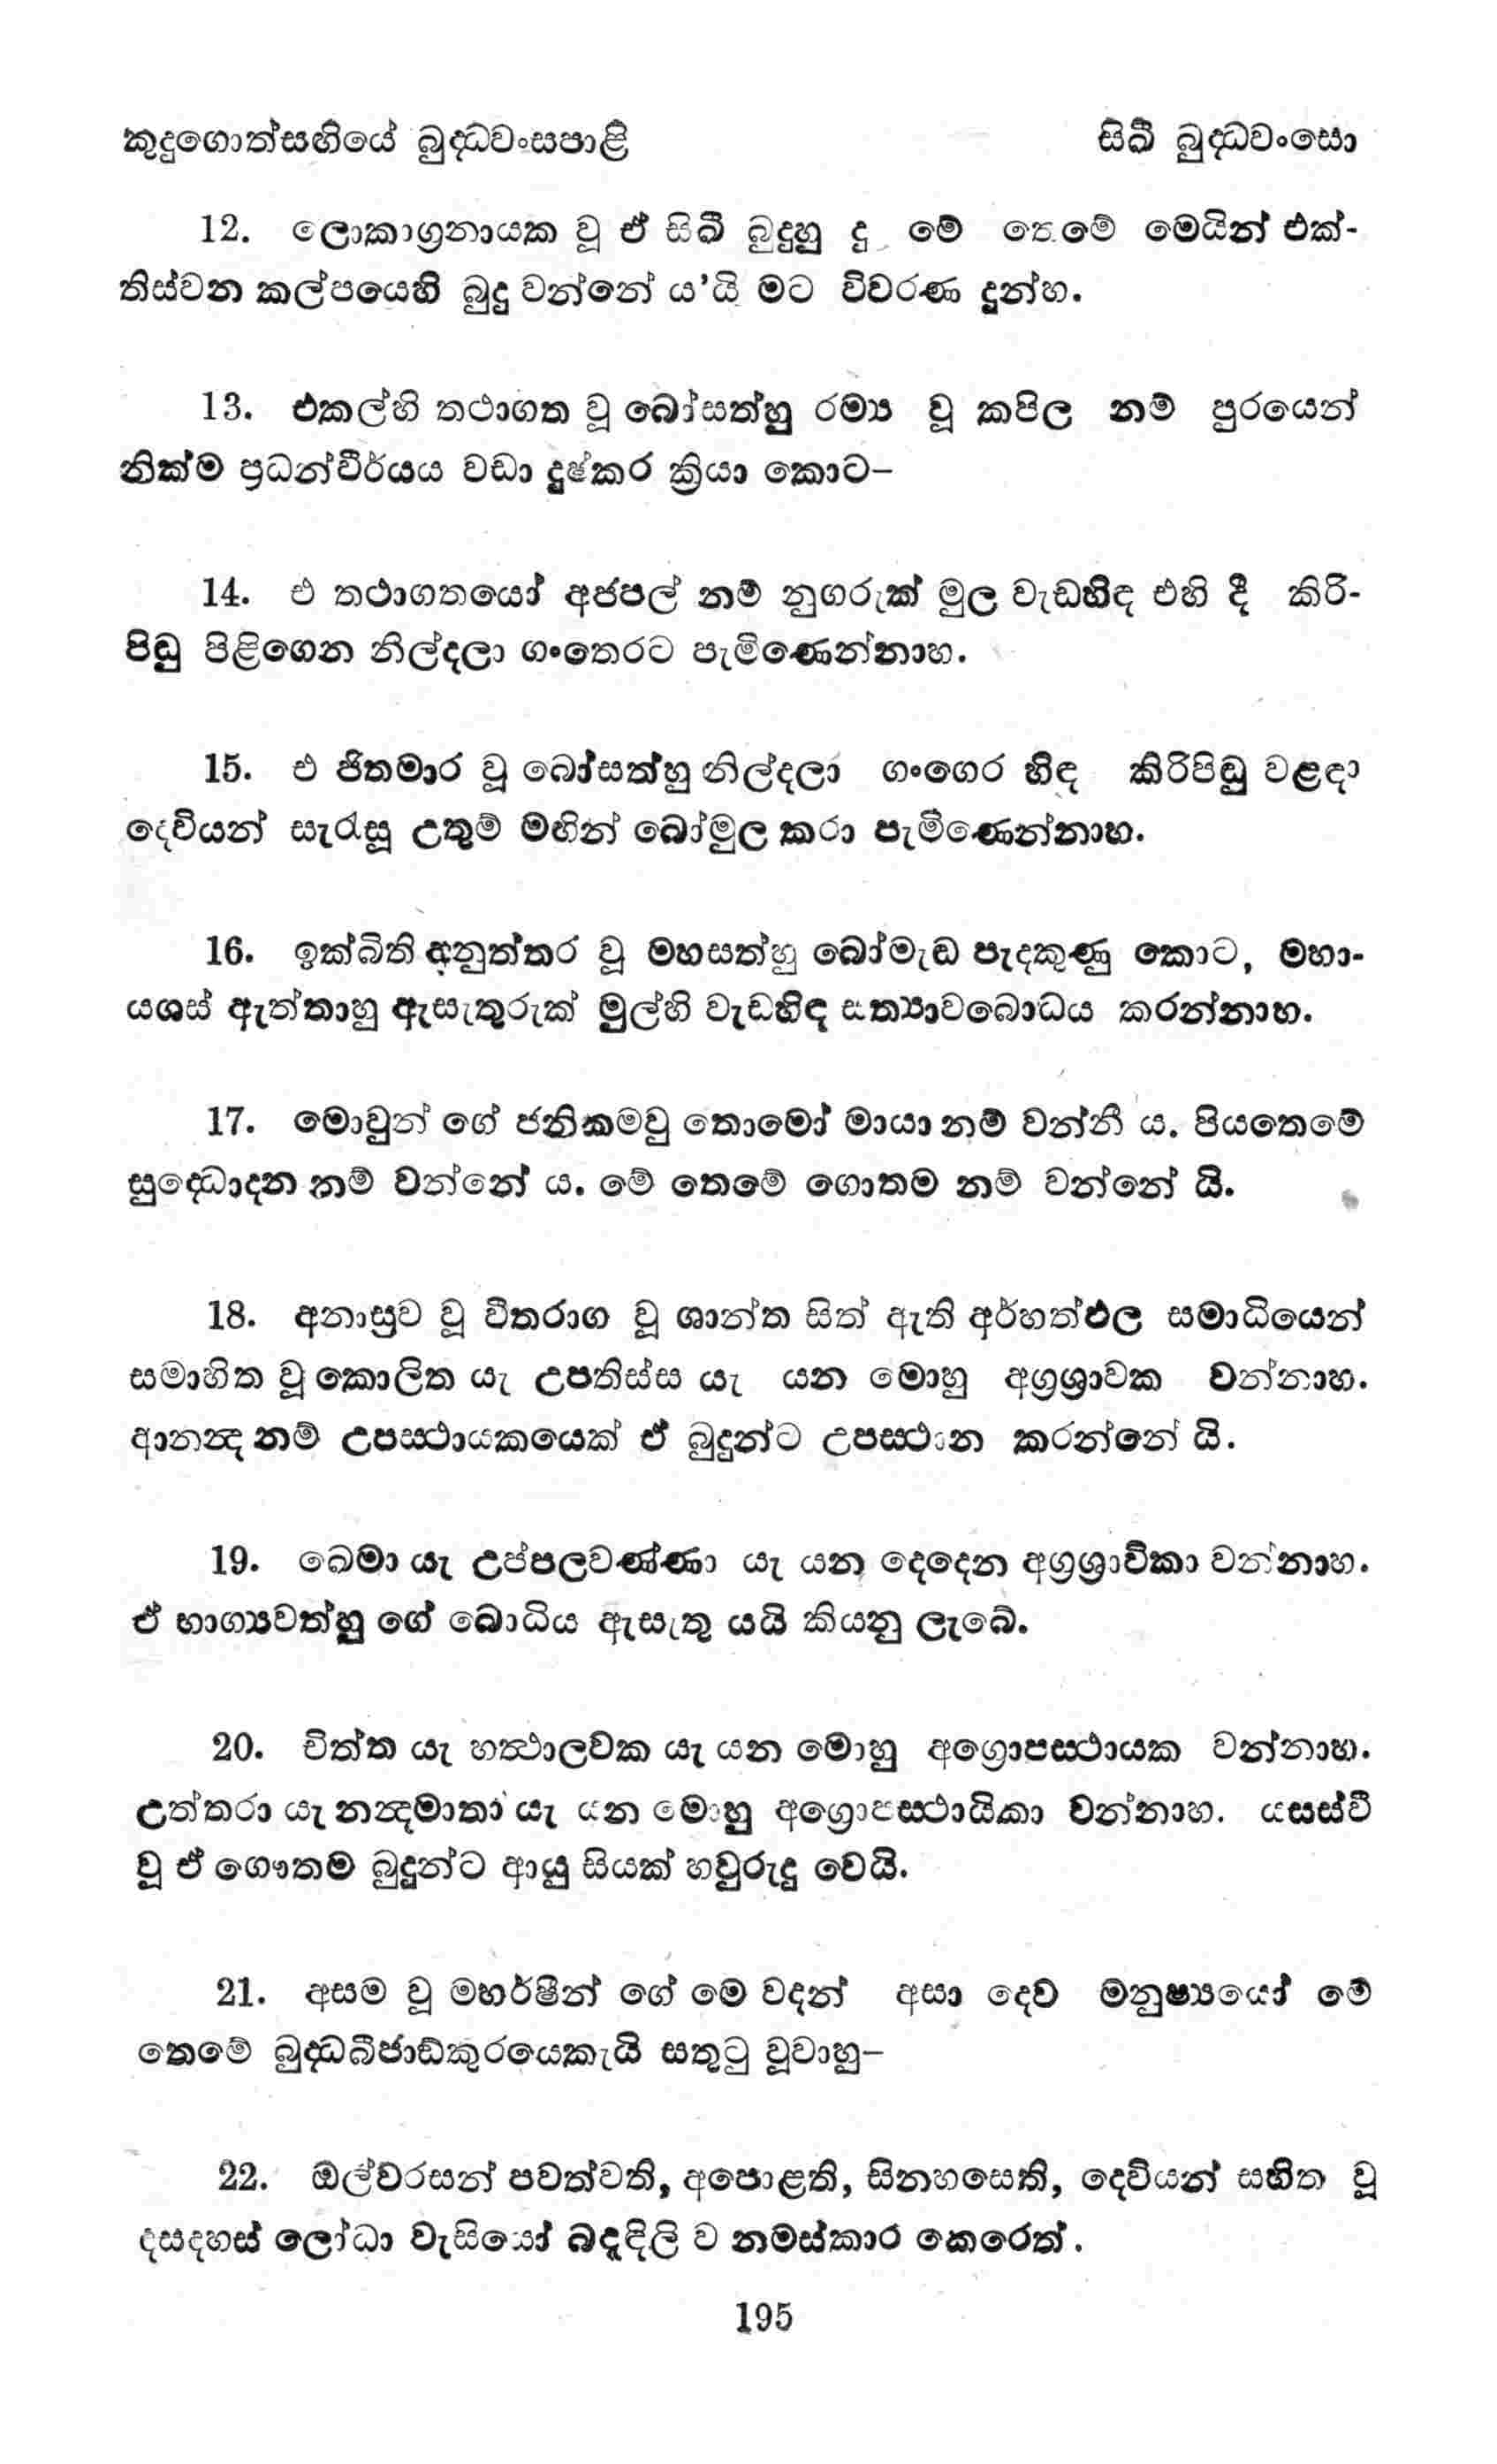 කුදුගොත්සඟියේ බුද්ධවංසපාළි සිඛී බුද්ධවංසො
12. ලොකාග්‍රනායක වූ ඒ සිඛී බුදුහු දු මේ තෙමේ මෙයින් එක්-
තිස්වන කල්පයෙහි බුදු වන්නේ ය'යි මට විවරණ දුන්හ.
13. එකල්හි තථාගත වූ බෝසත්හු රම්‍ය වූ කපිල නම් පුරයෙන්
නික්ම ප්‍රධන්වීර්යය වඩා දුෂ්කර ක්‍රියා කොට-
14. එ තථාගතයෝ අජපල් නම් නුගරුක් මුල වැඩහිඳ එහි දී කිරි-
පිඬු පිළිගෙන නිල්දලා ගංතෙරට පැමිණෙන්නාහ.
15. එ ජිතමාර වූ බෝසත්හු නිල්දලා ගංගෙර හිඳ කිරිපිඬු වළඳා
දෙවියන් සැරැසූ උතුම් මඟින් බෝමුල කරා පැමිණෙන්නාහ.
16. ඉක්බිති අනුත්තර වූ මහසත්හු බෝමැඬ පැදකුණු කොට, මහා-
යශස් ඇත්තාහු ඇසැතුරුක් මුල්හි වැඩහිඳ සත්‍යාවබොධය කරන්නාහ.
17. මොවුන් ගේ ජනිකමවු තොමෝ මායා නම් වන්නී ය. පියතෙමේ
සුද්ධොදන නම් වන්නේ ය. මේ තෙමේ ගොතම නම් වන්නේ යි.
18. අනාස්‍රව වූ වීතරාග වූ ශාන්ත සිත් ඇති අර්හත්ඵල සමාධියෙන්
සමාහිත වූ කොලිත යැ උපතිස්ස යැ යන මොහු අග්‍රශ්‍රාවක වන්නාහ.
ආනන්‍ද නම් උපස්ථායකයෙක් ඒ බුදුන්ට උපස්ථාන කරන්නේ යි.
19. ඛෙමා යැ උප්පලවණ්ණා යැ යන දෙදෙන අග්‍රශ්‍රාවිකා වන්නාහ.
ඒ භාග්‍යවත්හු ගේ බොධිය ඇසැතු යයි කියනු ලැබේ.
20. චිත්ත යැ හත්‍ථාලවක යැ යන මොහු අග්‍රොපස්ථායක වන්නාහ.
උත්තරා යැ නන්‍දමාතා යැ යන මොහු අග්‍රොපස්ථායිකා වන්නාහ. යසස්වී
වූ ඒ ගෞතම බුදුන්ට ආයු සියක් හවුරුදු වෙයි.
21. අසම වූ මහර්ෂීන් ගේ මෙ වදන් අසා දෙව මනුෂ්‍යයෝ මේ
තෙමේ බුද්ධබීජාඞ්කුරයෙකැයි සතුටු වූවාහු-
22. ඔල්වරසන් පවත්වති, අපොළති, සිනහසෙති, දෙවියන් සහිත වූ
දසදහස් ලෝධා වැසියෝ බදැඳිලි ව නමස්කාර කෙරෙත්.
195